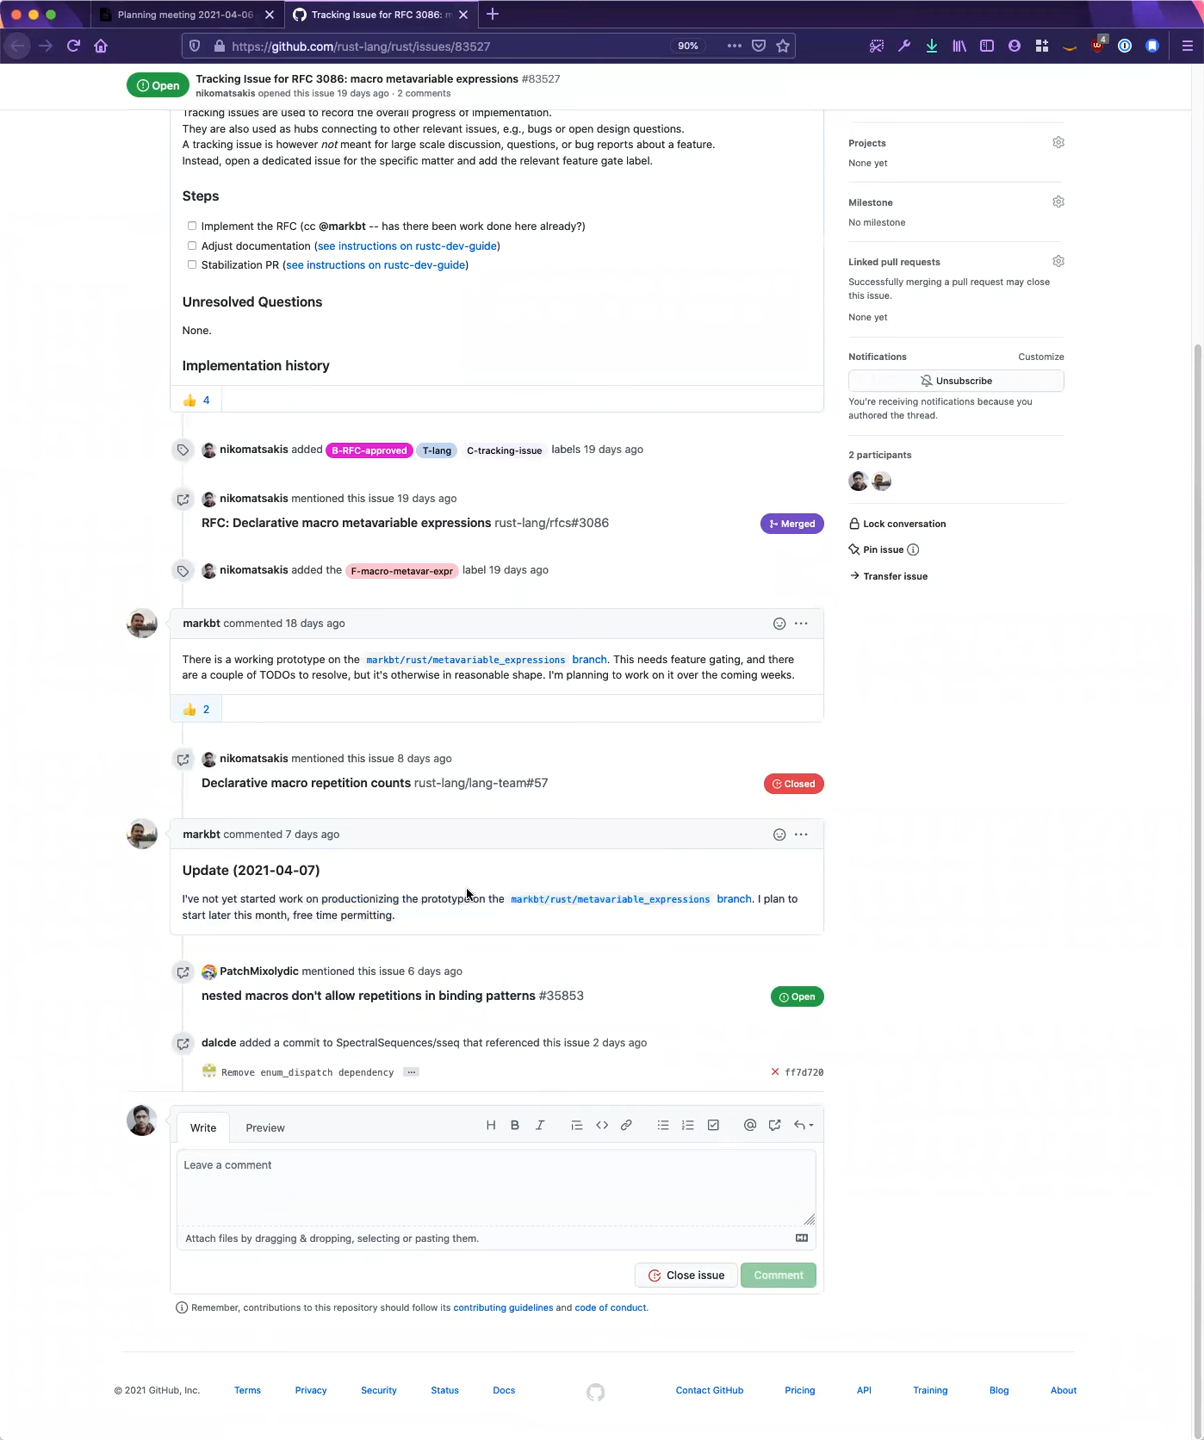 Planning meeting 2021-04-06
Tracking Issue for RFC 3086: m
https://github.com/rust-lang/rust/issues/83527
90%
4
Open
Tracking Issue for RFC 3086: macro metavariable expressions #83527
nikomatsakis opened this issue 19 days ago · 2 comments
Tracking issues are used to record the overall progress of implementation.
They are also used as hubs connecting to other relevant issues, e.g., bugs or open design questions.
A tracking issue is however not meant for large scale discussion, questions, or bug reports about a feature.
Instead, open a dedicated issue for the specific matter and add the relevant feature gate label.
Steps
Implement the RFC (cc @markbt -- has there been work done here already?)
Adjust documentation (see instructions on rustc-dev-guide)
Stabilization PR (see instructions on rustc-dev-guide)
Unresolved Questions
None.
Implementation history
👍 4
nikomatsakis added B-RFC-approved T-lang C-tracking-issue labels 19 days ago
nikomatsakis mentioned this issue 19 days ago
RFC: Declarative macro metavariable expressions rust-lang/rfcs#3086
Merged
nikomatsakis added the F-macro-metavar-expr label 19 days ago
markbt commented 18 days ago
There is a working prototype on the markbt/rust/metavariable_expressions branch. This needs feature gating, and there
are a couple of TODOs to resolve, but it's otherwise in reasonable shape. I'm planning to work on it over the coming weeks.
👍 2
nikomatsakis mentioned this issue 8 days ago
Declarative macro repetition counts rust-lang/lang-team#57
Closed
markbt commented 7 days ago
Update (2021-04-07)
I've not yet started work on productionizing the prototype on the markbt/rust/metavariable_expressions branch. I plan to
start later this month, free time permitting.
PatchMixolydic mentioned this issue 6 days ago
nested macros don't allow repetitions in binding patterns #35853
Open
dalcde added a commit to SpectralSequences/sseq that referenced this issue 2 days ago
Remove enum_dispatch dependency ...
ff7d720
Write
Preview
Leave a comment
Attach files by dragging & dropping, selecting or pasting them.
Close issue
Comment
Remember, contributions to this repository should follow its contributing guidelines and code of conduct.
Projects
None yet
Milestone
No milestone
Linked pull requests
Successfully merging a pull request may close
this issue.
None yet
Notifications
Customize
Unsubscribe
You're receiving notifications because you
authored the thread.
2 participants
Lock conversation
Pin issue
Transfer issue
© 2021 GitHub, Inc.
Terms
Privacy
Security
Status
Docs
Contact GitHub
Pricing
API
Training
Blog
About